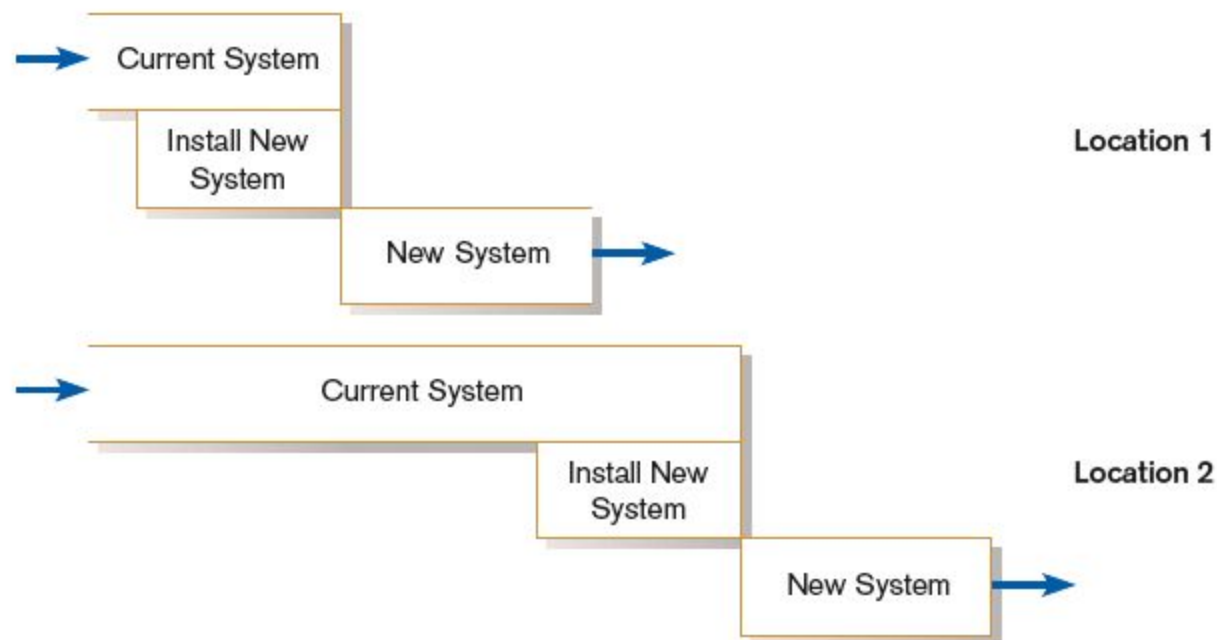 Current System
Install New
System
Location 1
New System
Current System
Install New
System
Location 2
New System